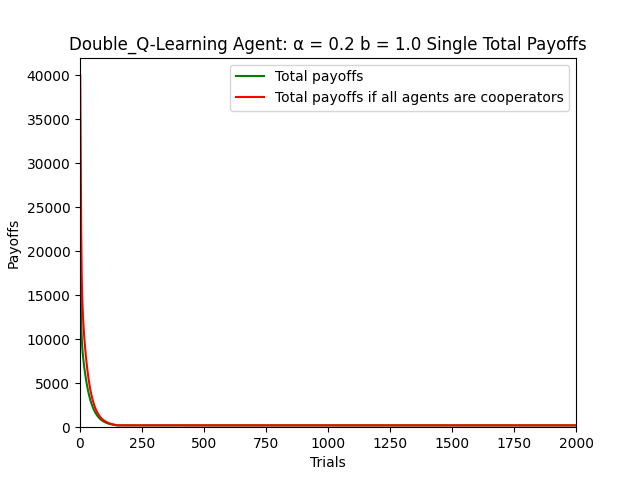 Double_Q-Learning Agent: α = 0.2 b = 1.0 Single Total Payoffs
Total payoffs
Total payoffs if all agents are cooperators
40000
35000
30000
25000
20000
15000
10000
5000
0
Payoffs
0 250 500 750 1000 1250 1500 1750 2000
Trials